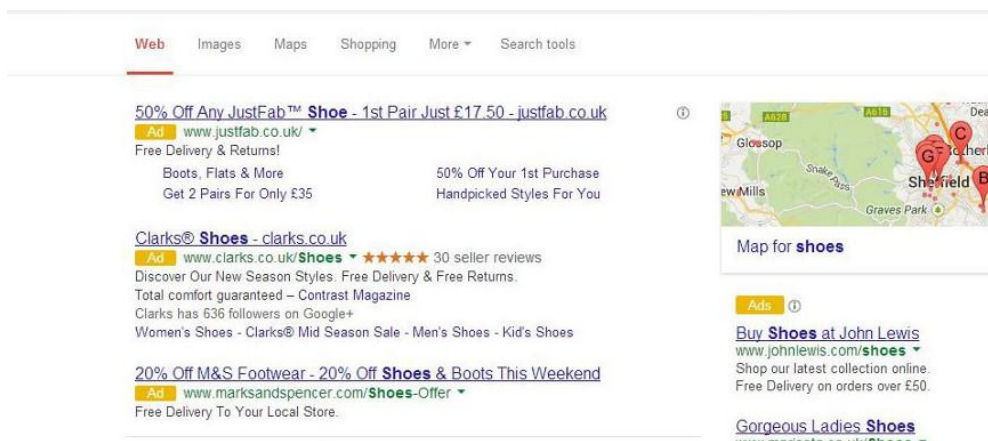 Web Images Maps Shopping More Search tools
50% Off Any JustFab™ Shoe - 1st Pair Just £17.50 - justfab.co.uk
Ad www.justfab.co.uk/
Free Delivery & Returns!
Boots, Flats & More 50% Off Your 1st Purchase
Get 2 Pairs For Only £35 Handpicked Styles For You
Clarks® Shoes - clarks.co.uk
Ad www.clarks.co.uk/Shoes ★★★★★ 30 seller reviews
Discover Our New Season Styles. Free Delivery & Free Returns.
Total comfort guaranteed – Contrast Magazine
Clarks has 636 followers on Google+
Women's Shoes - Clarks® Mid Season Sale - Men's Shoes - Kid's Shoes
20% Off M&S Footwear - 20% Off Shoes & Boots This Weekend
Ad www.marksandspencer.com/Shoes-Offer
Free Delivery To Your Local Store.
A628 A616
Glossop
Snake Pass
Sheffield
Graves Park
C
G
B
Map for shoes
Ads
Buy Shoes at John Lewis
www.johnlewis.com/shoes
Shop our latest collection online.
Free Delivery on orders over £50.
Gorgeous Ladies Shoes